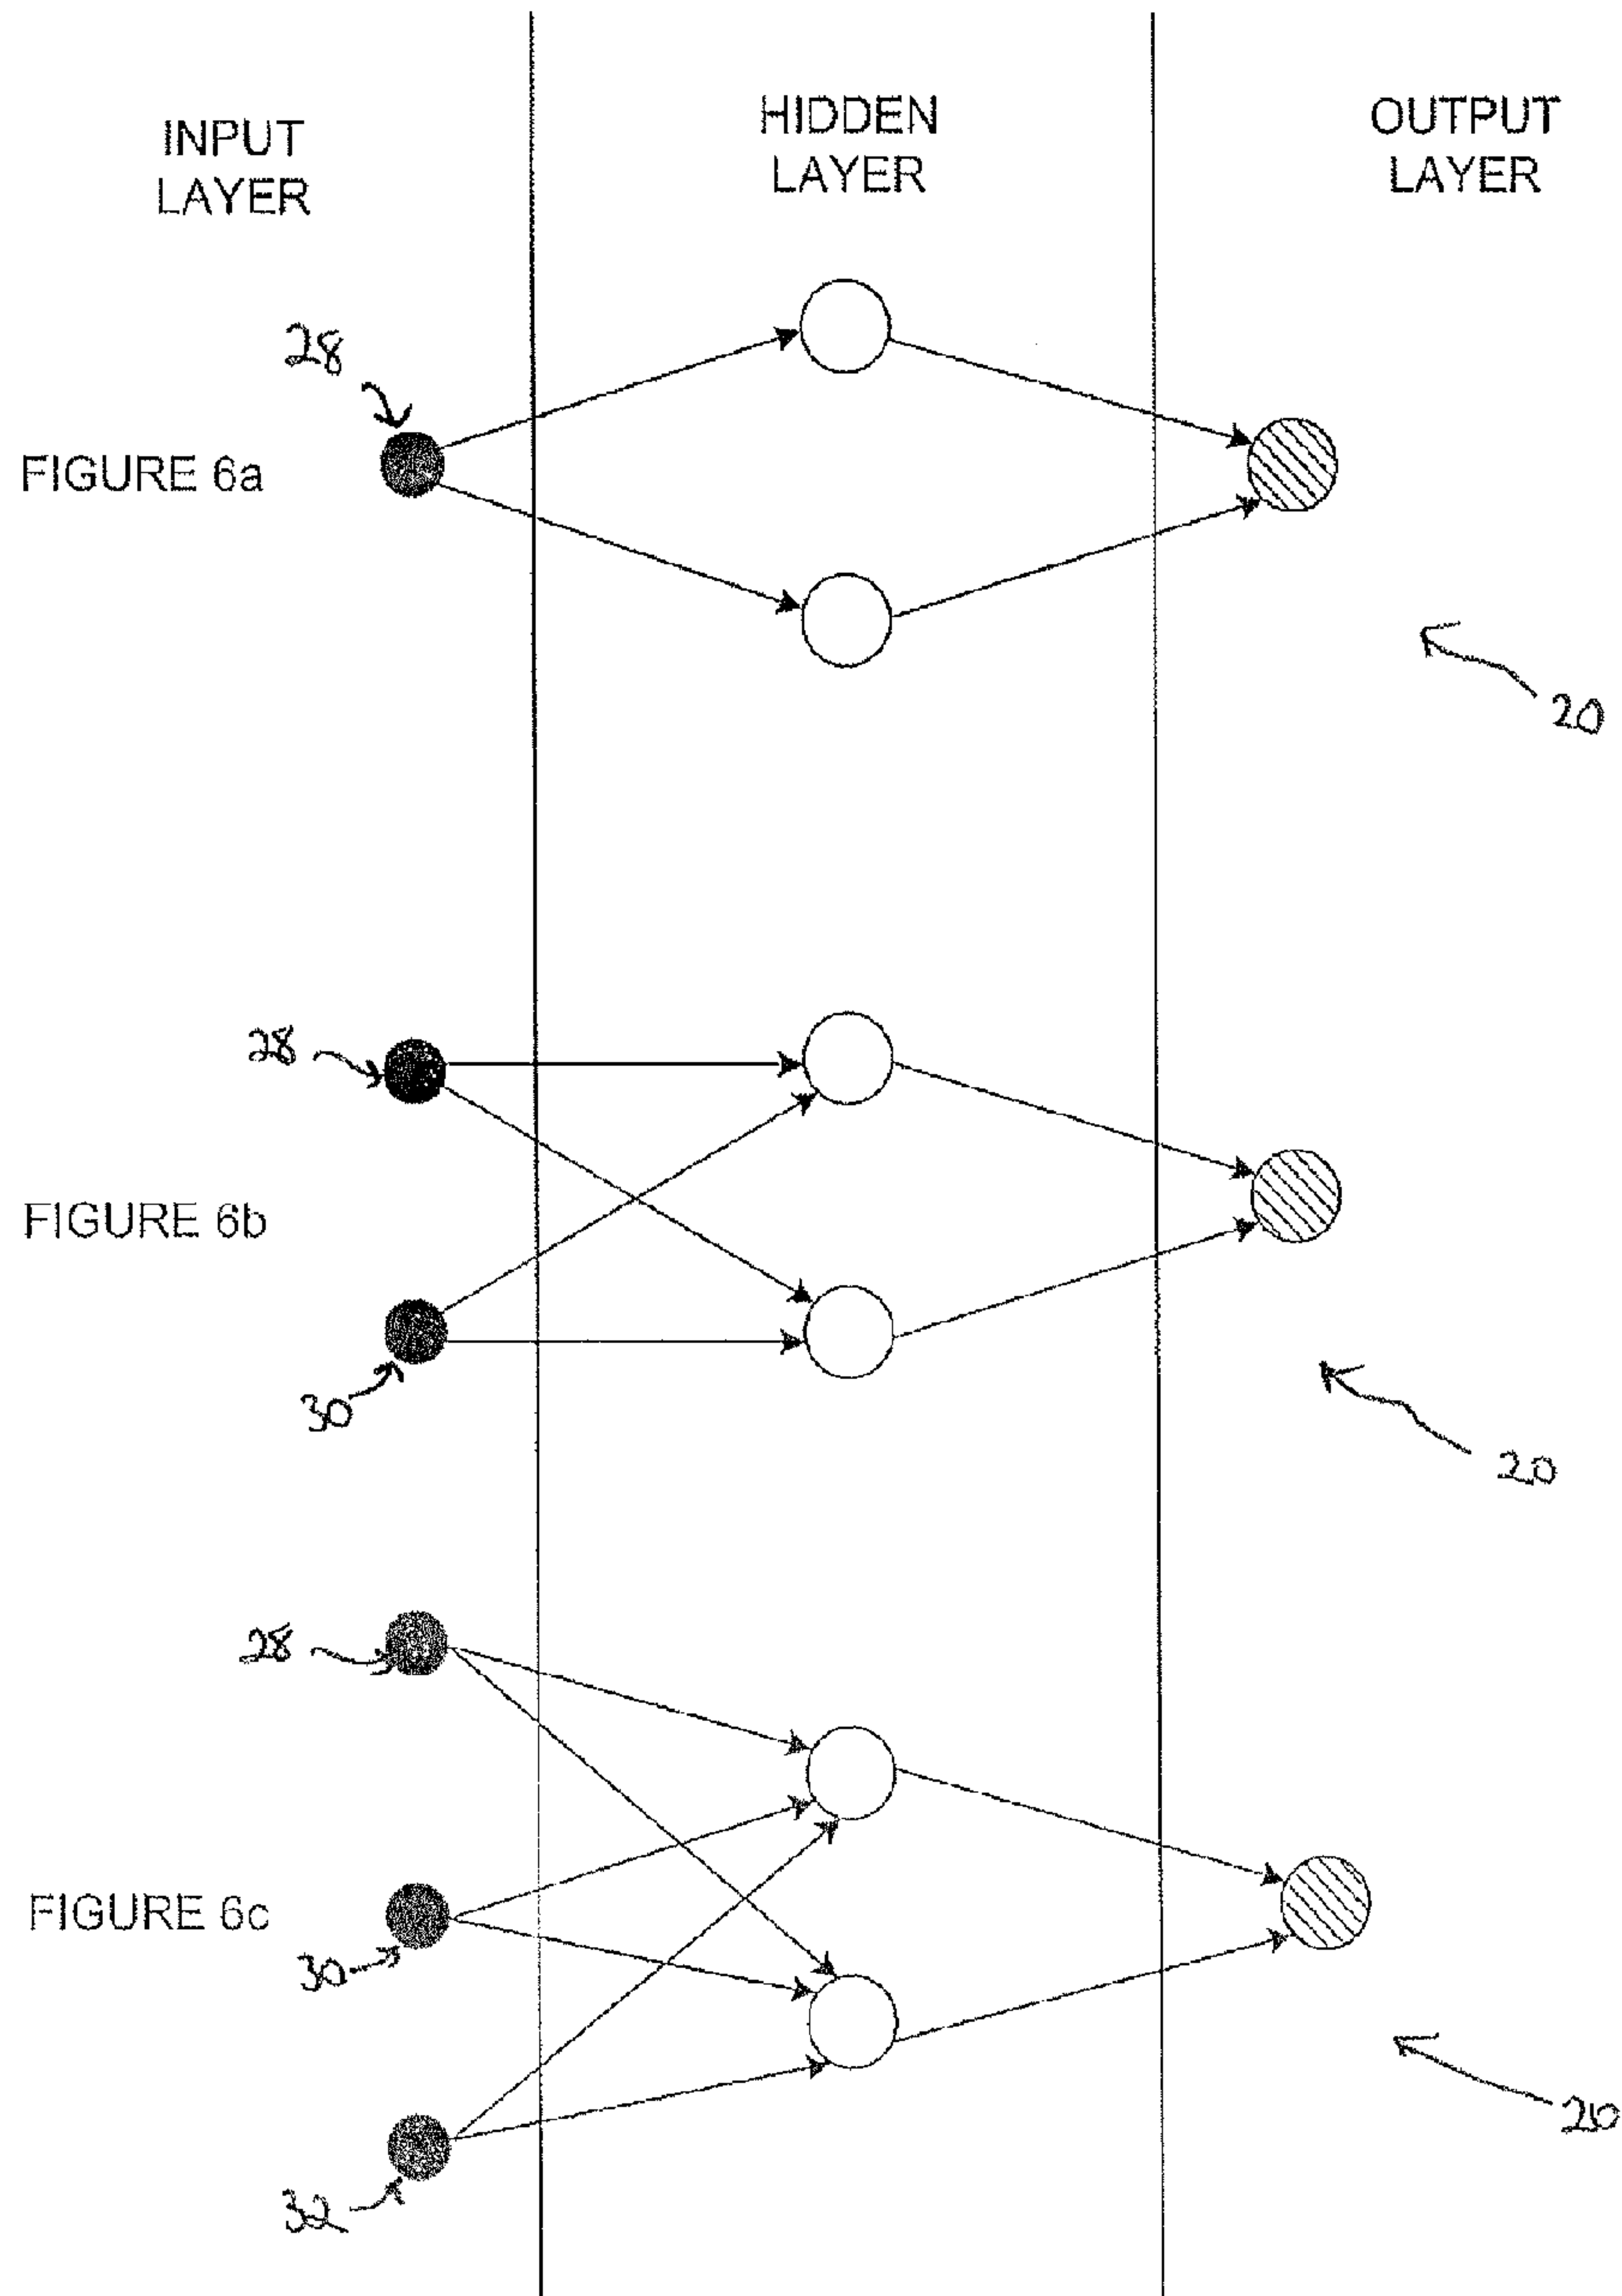 INPUT
LAYER
HIDDEN
LAYER
OUTPUT
LAYER
28
FIGURE 6a
20
28
FIGURE 6b
30
20
28
FIGURE 6c
30
20
32